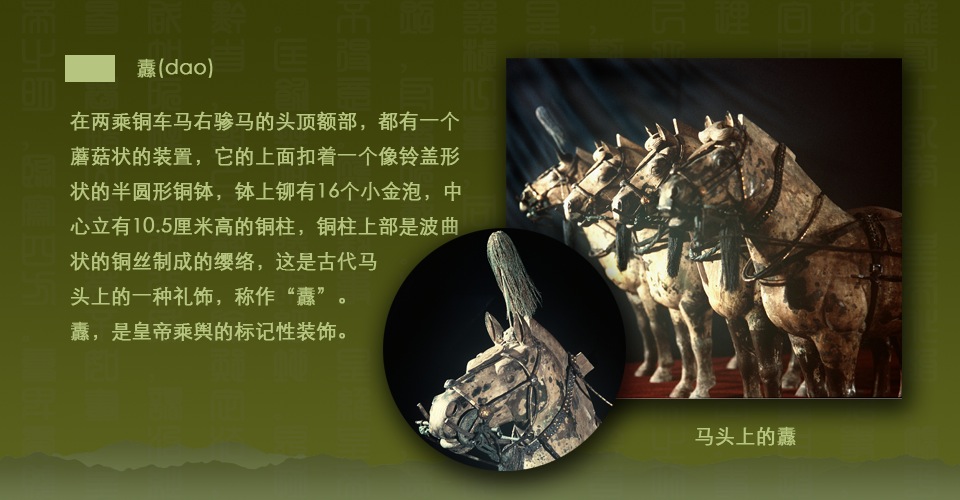 纛(dao)
在两乘铜车马右骖马的头顶额部，都有一个
蘑菇状的装置，它的上面扣着一个像铃盖形
状的半圆形铜钵，钵上铆有16个小金泡，中
心立有10.5厘米高的铜柱，铜柱上部是波曲
状的铜丝制成的缨络，这是古代马
头上的一种礼饰，称作“纛”。
纛，是皇帝乘舆的标记性装饰。
马头上的纛